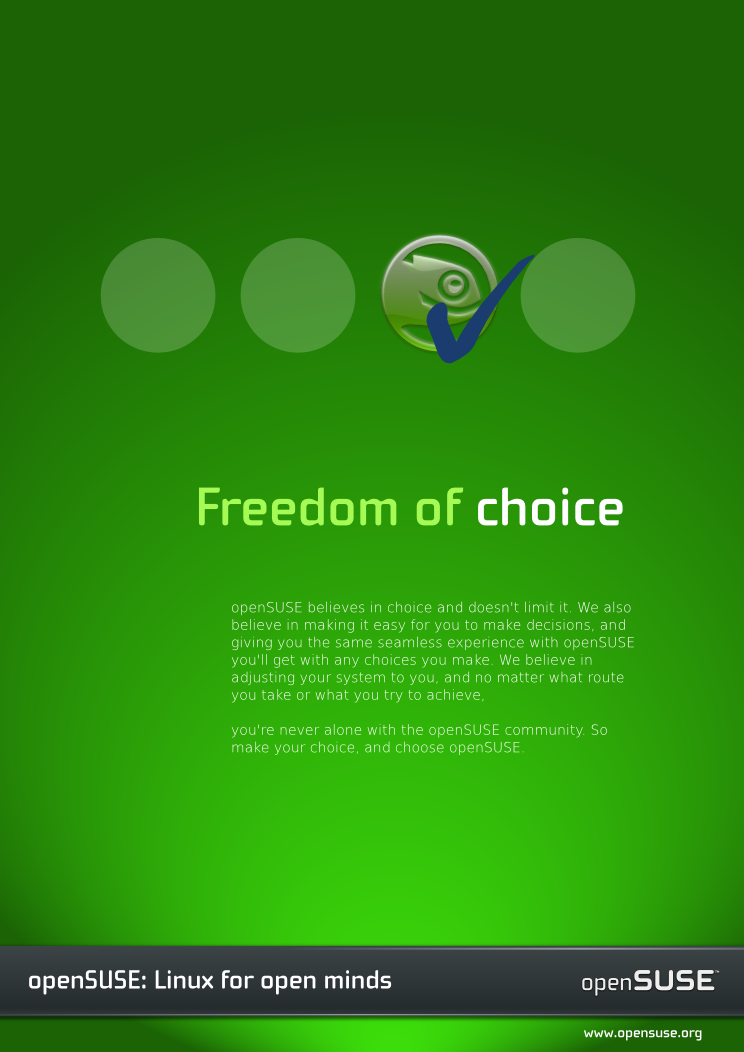 Freedom of choice
openSUSE believes in choice and doesn't limit it. We also
believe in making it easy for you to make decisions, and
giving you the same seamless experience with openSUSE
you'll get with any choices you make. We believe in
adjusting your system to you, and no matter what route
you take or what you try to achieve,
you're never alone with the openSUSE community. So
make your choice, and choose openSUSE.
openSUSE: Linux for open minds
openSUSE™
www.opensuse.org